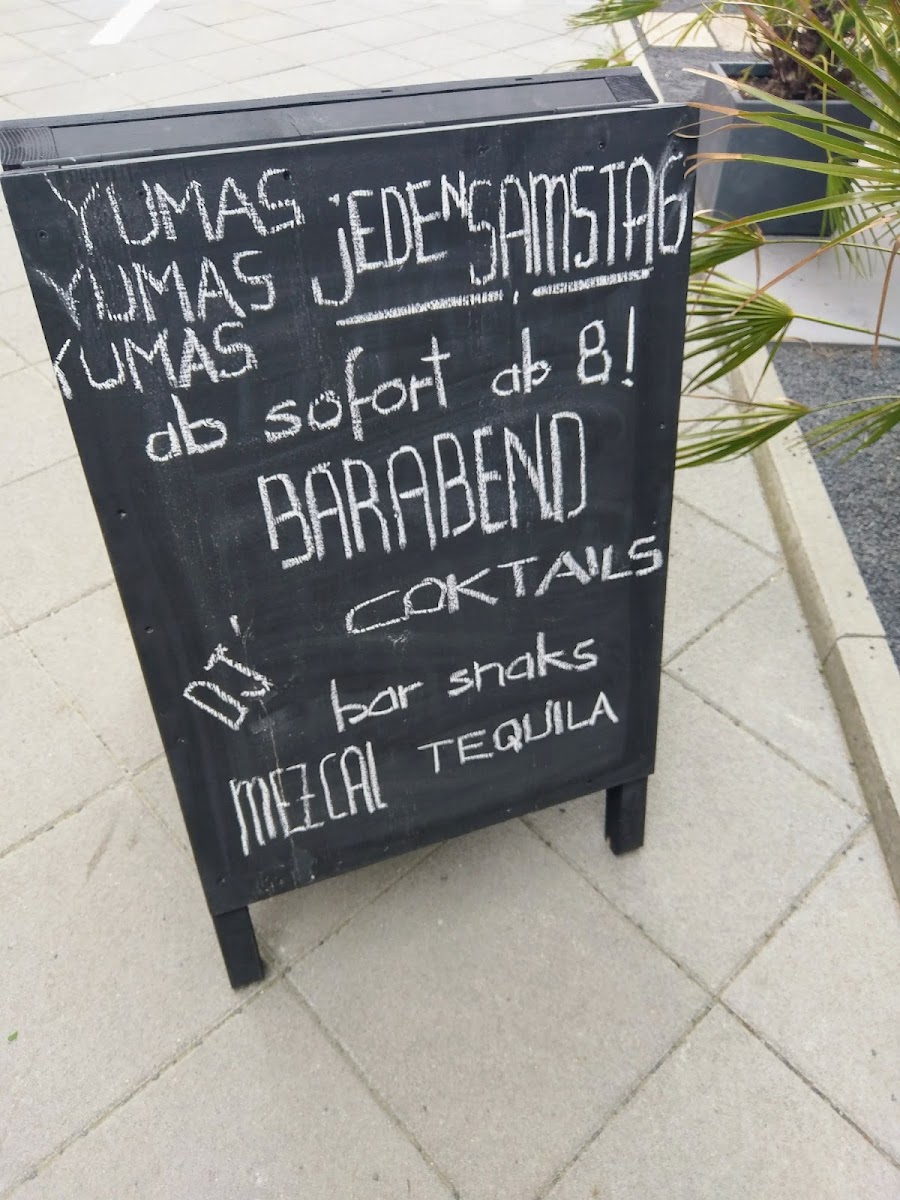 YUMAS JEDEN SAMSTAG
YUMAS
YUMAS
ab sofort ab 8!
BARABEND
COKTAILS
DJ'
bar snaks
MEZCAL TEQUILA